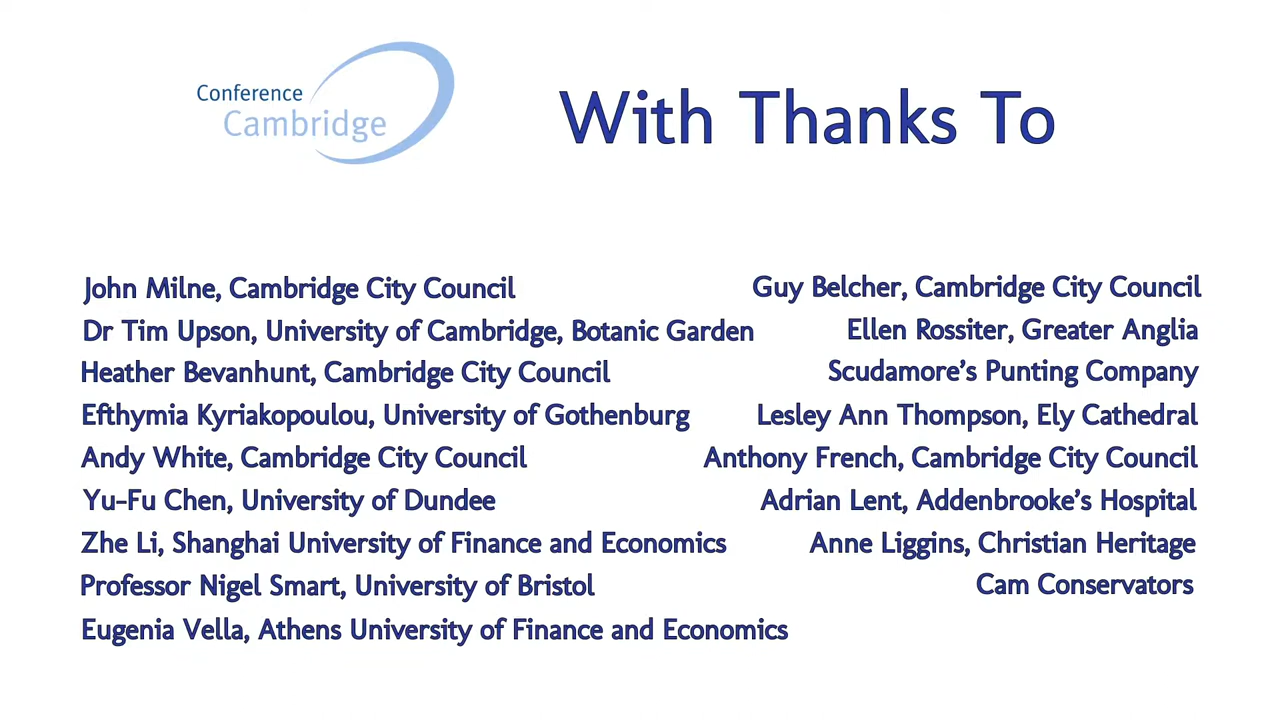 Conference
Cambridge
With Thanks To
John Milne, Cambridge City Council
Dr Tim Upson, University of Cambridge, Botanic Garden
Heather Bevanhunt, Cambridge City Council
Efthymia Kyriakopoulou, University of Gothenburg
Andy White, Cambridge City Council
Yu-Fu Chen, University of Dundee
Zhe Li, Shanghai University of Finance and Economics
Professor Nigel Smart, University of Bristol
Eugenia Vella, Athens University of Finance and Economics
Guy Belcher, Cambridge City Council
Ellen Rossiter, Greater Anglia
Scudamore’s Punting Company
Lesley Ann Thompson, Ely Cathedral
Anthony French, Cambridge City Council
Adrian Lent, Addenbrooke’s Hospital
Anne Liggins, Christian Heritage
Cam Conservators